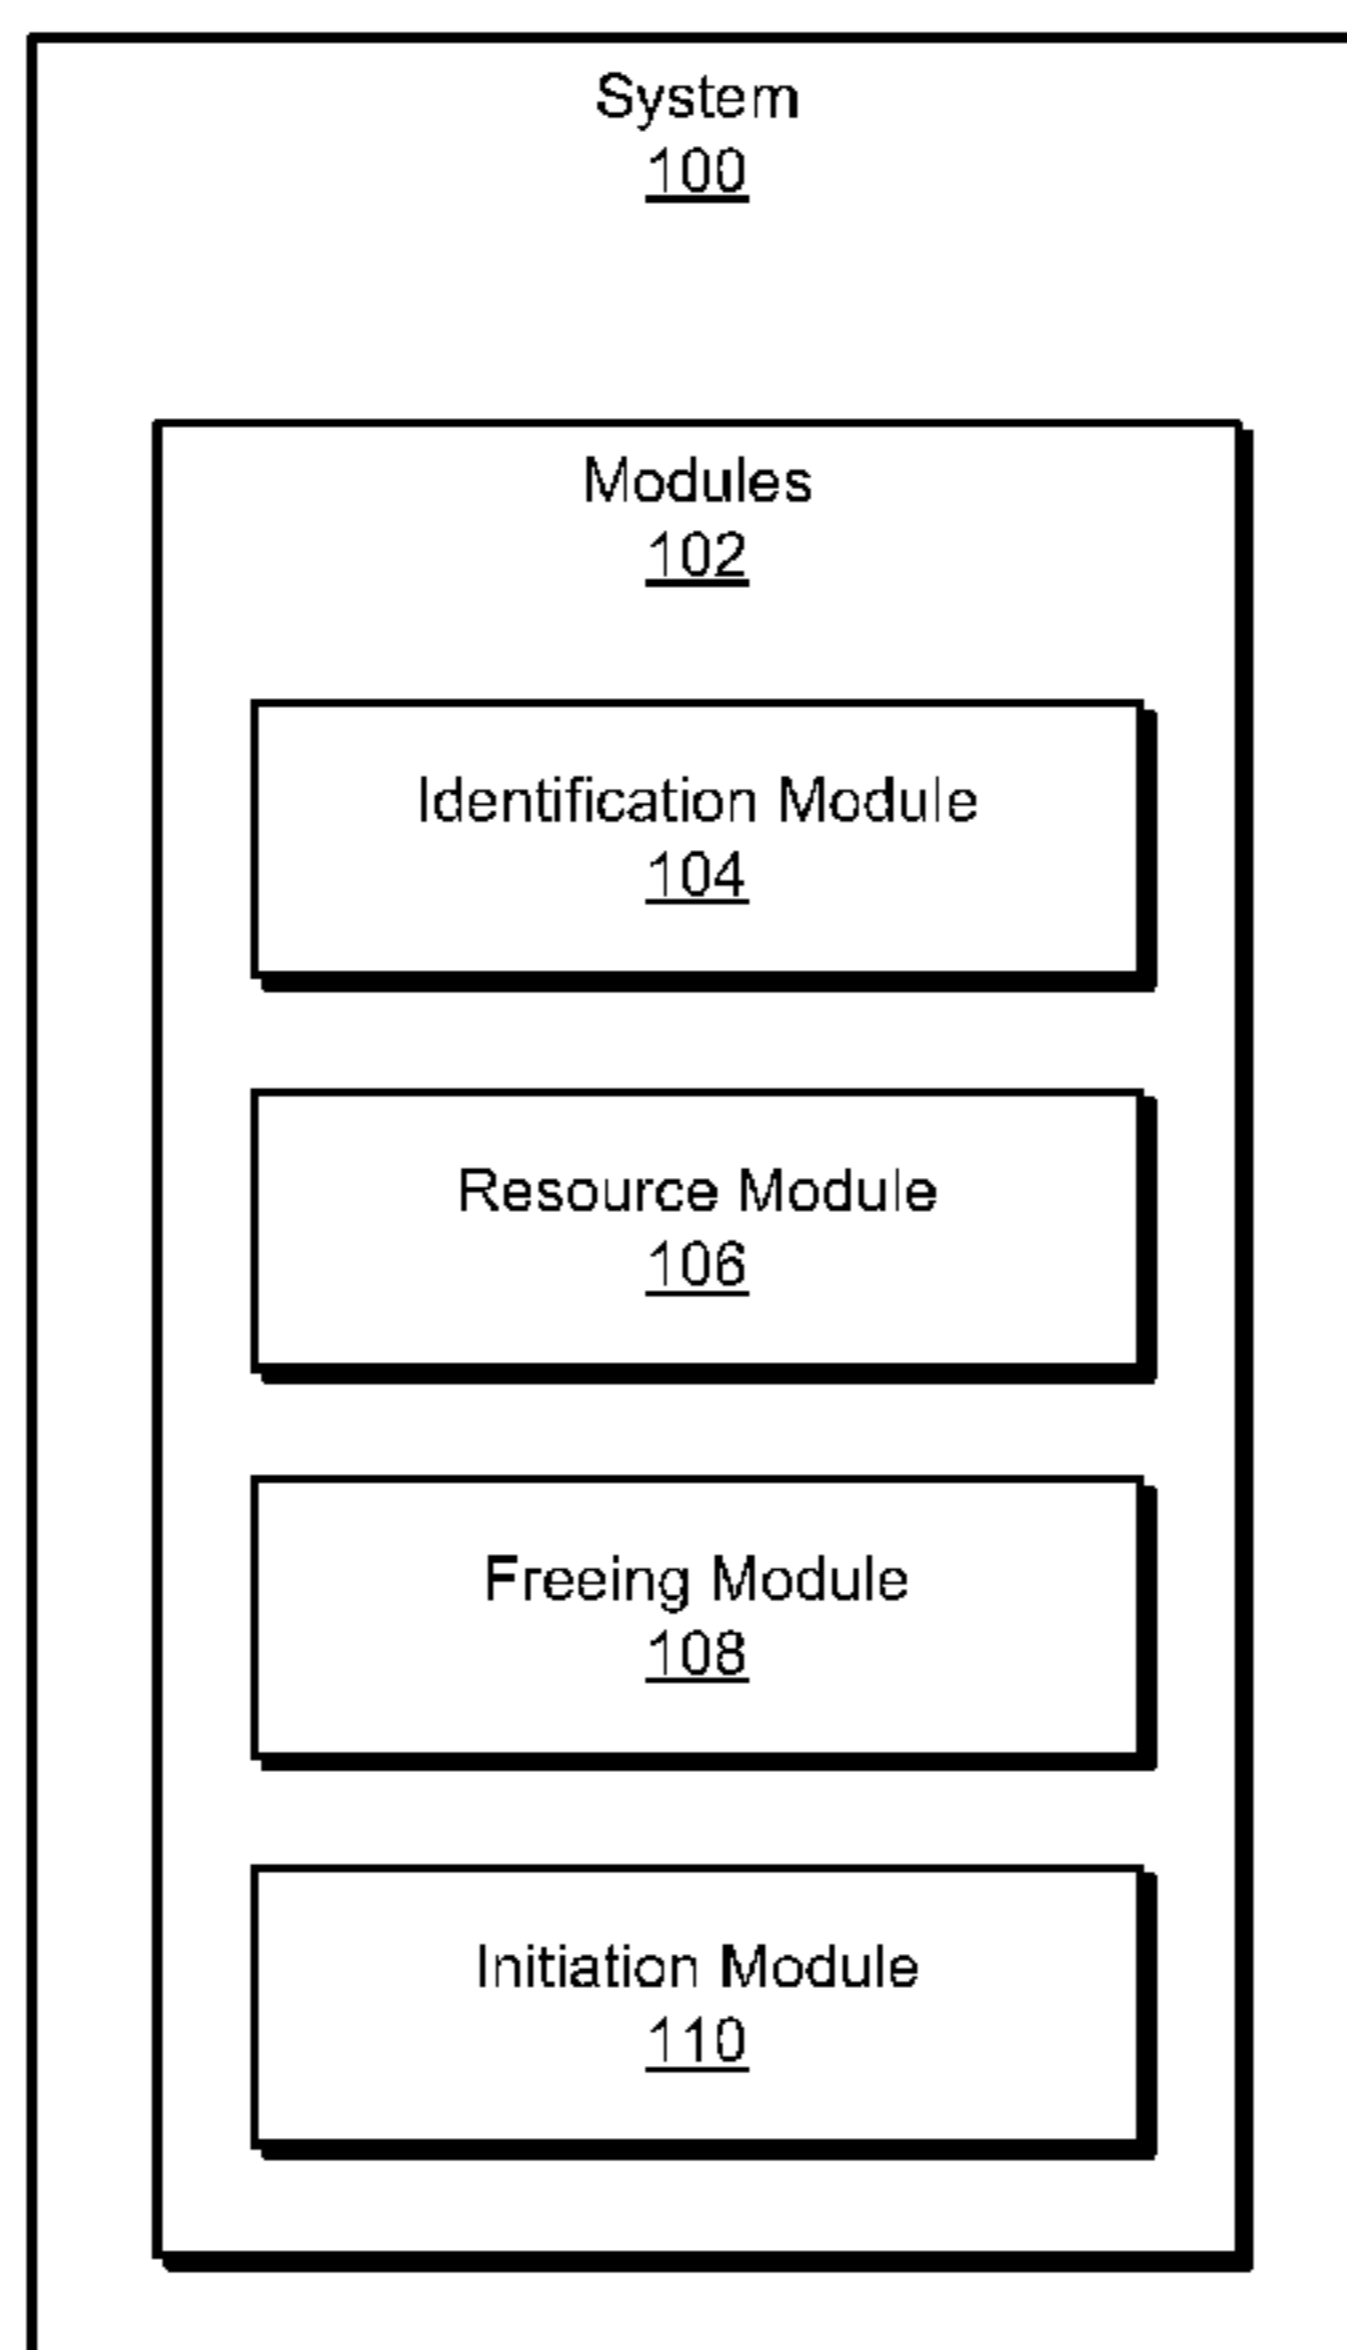 System
100
Modules
102
Identification Module
104
Resource Module
106
Freeing Module
108
Initiation Module
110